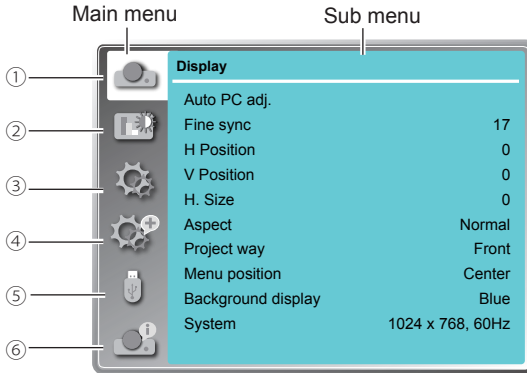 Main menu Sub menu
① Display
Auto PC adj.
② Fine sync 17
H Position 0
V Position 0
③ H. Size 0
④ Aspect Normal
Project way Front
Menu position Center
⑤ Background display Blue
System 1024 x 768, 60Hz
⑥